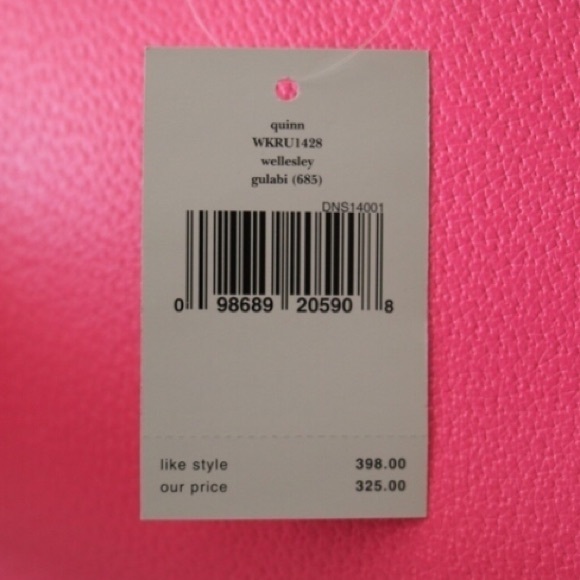 quinn
WKRU1428
wellesley
gulabi (685)
DNS14001
0 98689 20590 8
like style 398.00
our price 325.00